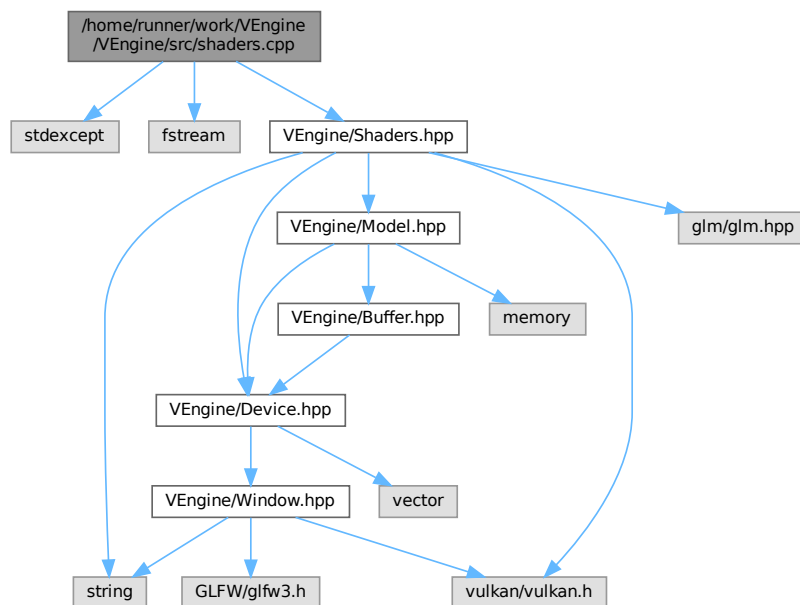 /home/runner/work/VEngine
/VEngine/src/shaders.cpp
stdexcept
fstream
VEngine/Shaders.hpp
VEngine/Model.hpp
glm/glm.hpp
VEngine/Buffer.hpp
memory
VEngine/Device.hpp
VEngine/Window.hpp
vector
string
GLFW/glfw3.h
vulkan/vulkan.h